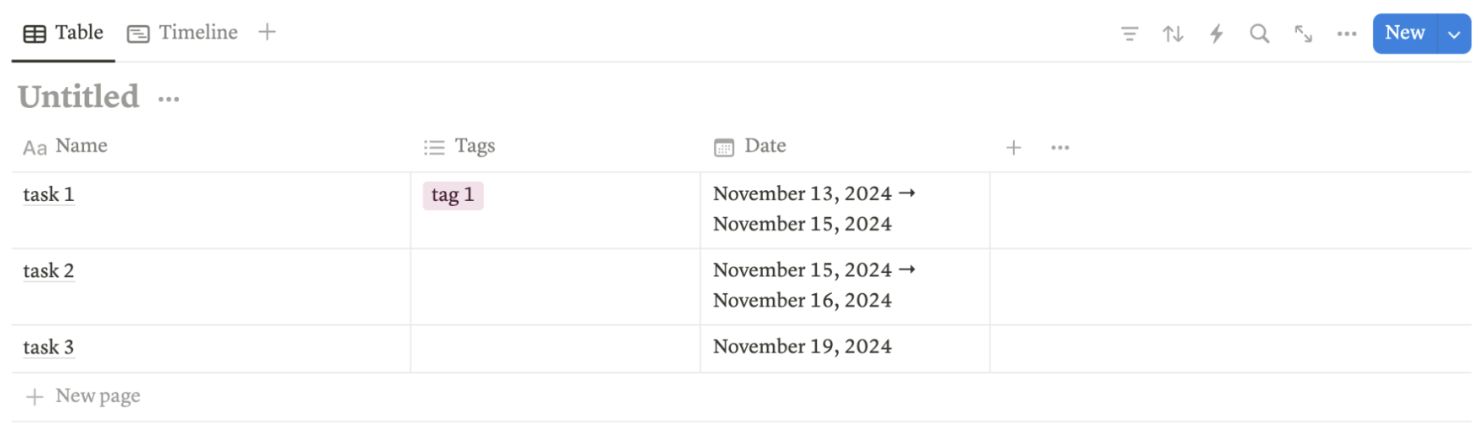 Table Timeline
New
Untitled
Aa Name Tags Date
task 1 tag 1 November 13, 2024 →
November 15, 2024
task 2 November 15, 2024 →
November 16, 2024
task 3 November 19, 2024
New page